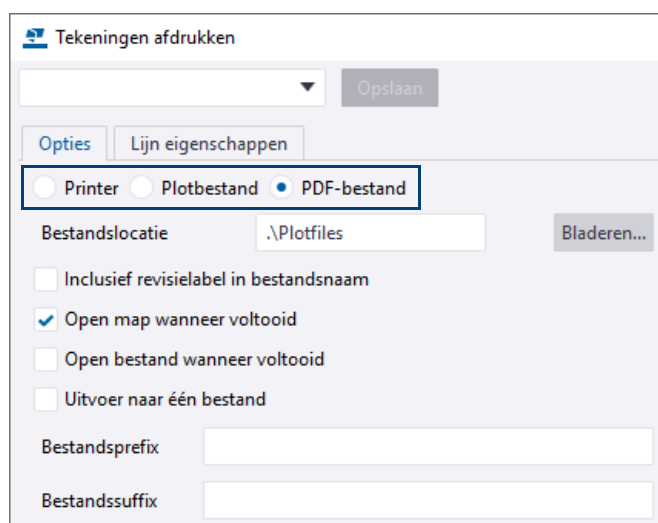 Tekeningen afdrukken
Opslaan
Opties Lijn eigenschappen
Printer Plotbestand PDF-bestand
Bestandslocatie .\Plotfiles Bladeren...
Inclusief revisielabel in bestandsnaam
Open map wanneer voltooid
Open bestand wanneer voltooid
Uitvoer naar één bestand
Bestandsprefix
Bestandssuffix